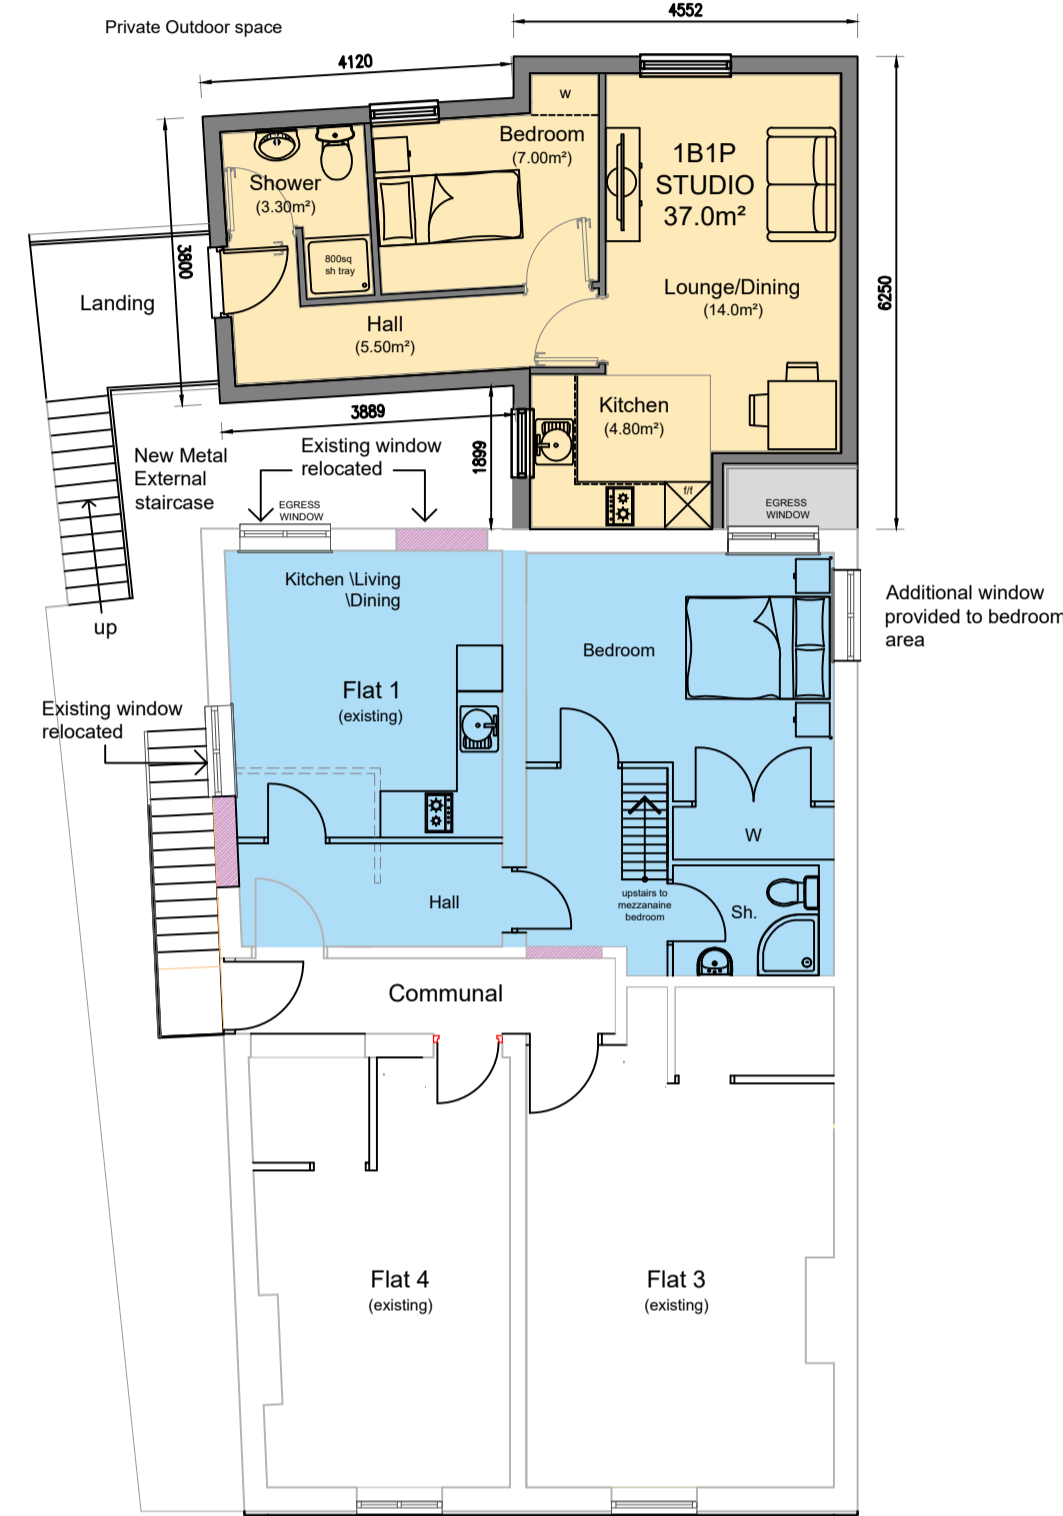 Private Outdoor space
4552
4120
w
Bedroom
(7.00m²)
1B1P
STUDIO
37.0m²
Shower
(3.30m²)
800sq
sh tray
3800
Landing
Lounge/Dining
(14.0m²)
6250
Hall
(5.50m²)
3889
Kitchen
(4.80m²)
1899
New Metal
External
staircase
Existing window
relocated
f/f
EGRESS
WINDOW
EGRESS
WINDOW
up
Kitchen \Living
\Dining
Additional window
provided to bedroom
area
Bedroom
Flat 1
(existing)
Existing window
relocated
W
Hall
upstairs to
mezzanaine
bedroom
Sh.
Communal
Flat 4
(existing)
Flat 3
(existing)